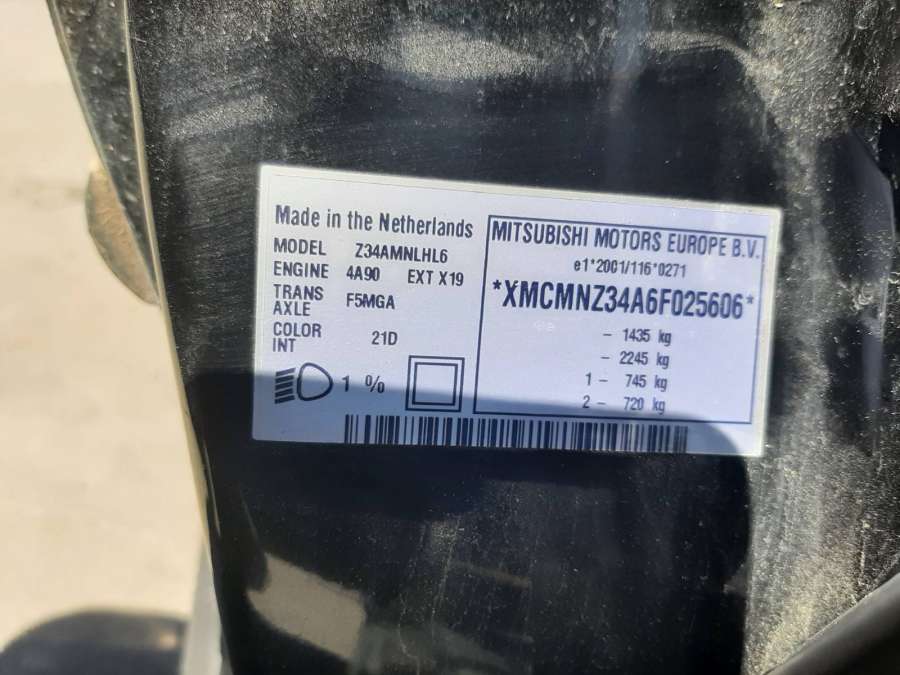 Made in the Netherlands
MODEL Z34AMNLHL6
ENGINE 4A90 EXT X19
TRANS AXLE F5MGA
COLOR INT 21D
1 %
MITSUBISHI MOTORS EUROPE B.V.
e1*2001/116*0271
*XMCMNZ34A6F025606*
- 1435 kg
- 2245 kg
1 - 745 kg
2 - 720 kg